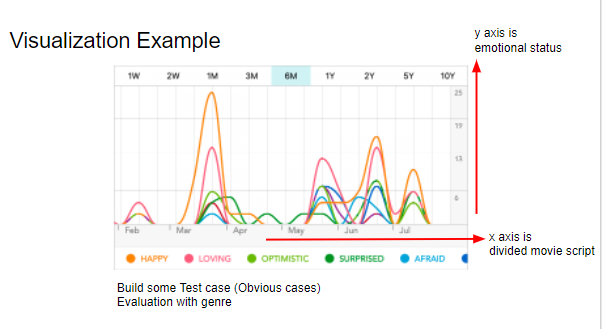 Visualization Example
y axis is
emotional status
1W 2W 1M 3M 6M 1Y 2Y 5Y 10Y
25
19
13
6
Feb Mar Apr May Jun Jul
x axis is
divided movie script
HAPPY LOVING OPTIMISTIC SURPRISED AFRAID
Build some Test case (Obvious cases)
Evaluation with genre